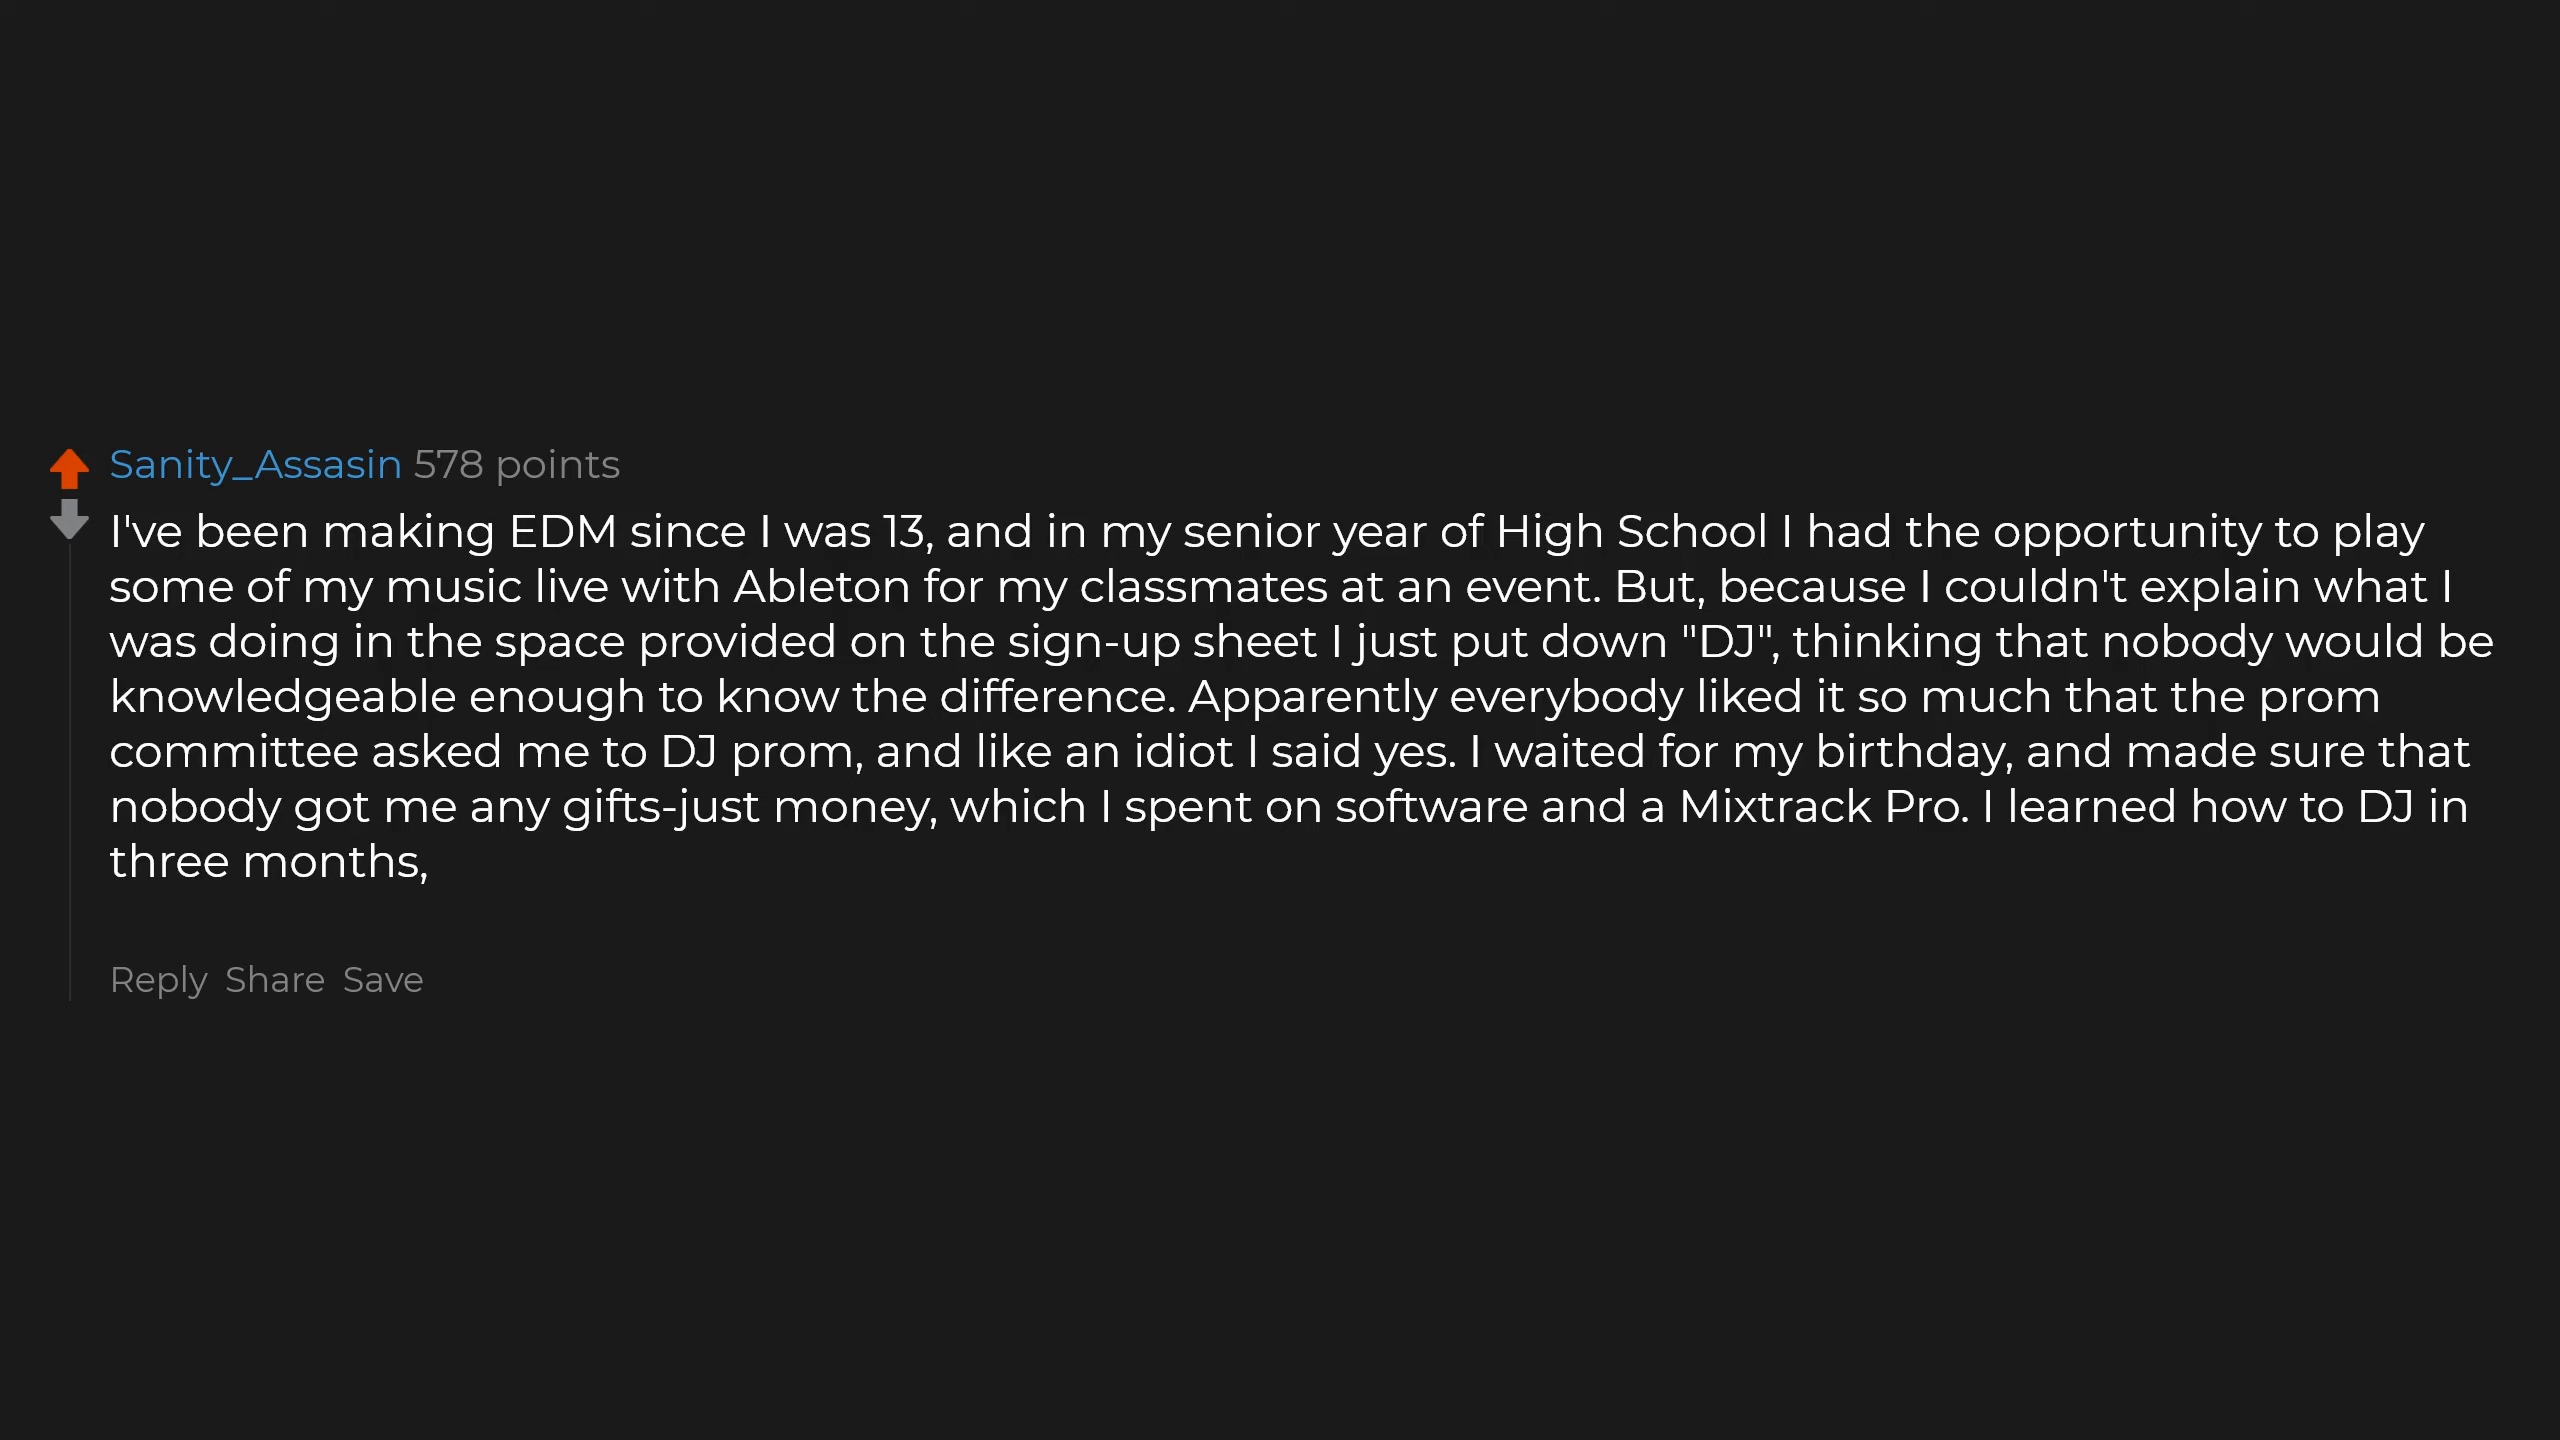 Sanity_Assasin 578 points
I've been making EDM since I was 13, and in my senior year of High School I had the opportunity to play
some of my music live with Ableton for my classmates at an event. But, because I couldn't explain what I
was doing in the space provided on the sign-up sheet I just put down "DJ", thinking that nobody would be
knowledgeable enough to know the difference. Apparently everybody liked it so much that the prom
committee asked me to DJ prom, and like an idiot I said yes. I waited for my birthday, and made sure that
nobody got me any gifts-just money, which I spent on software and a Mixtrack Pro. I learned how to DJ in
three months,
Reply Share Save